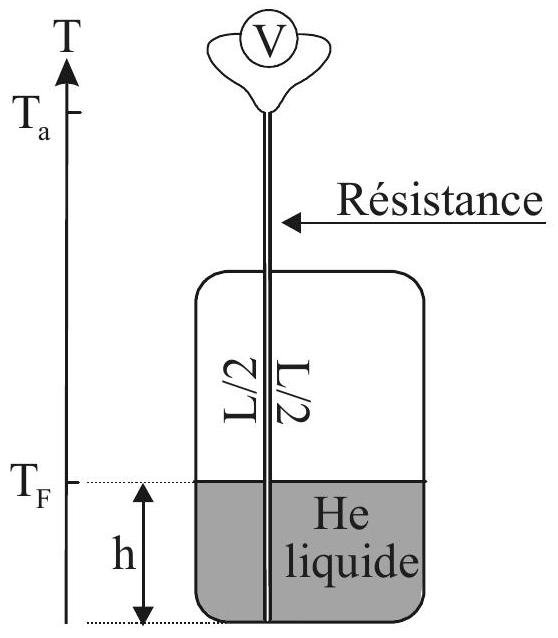 T
V
Tₐ
Résistance
L/2
L/2
T_F
He
liquide
h